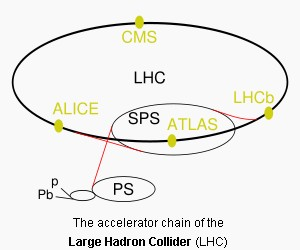 CMS
LHC
ALICE
SPS
LHCb
ATLAS
p
Pb
PS
The accelerator chain of the
Large Hadron Collider (LHC)